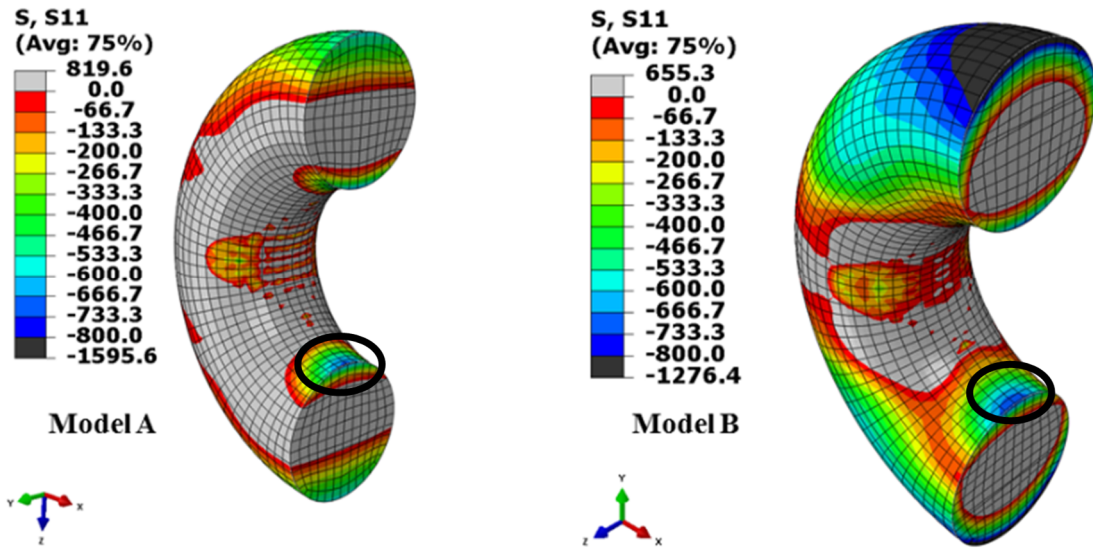 S, S11
(Avg: 75%)
819.6
0.0
-66.7
-133.3
-200.0
-266.7
-333.3
-400.0
-466.7
-533.3
-600.0
-666.7
-733.3
-800.0
-1595.6
Model A
Y
X
Z
S, S11
(Avg: 75%)
655.3
0.0
-66.7
-133.3
-200.0
-266.7
-333.3
-400.0
-466.7
-533.3
-600.0
-666.7
-733.3
-800.0
-1276.4
Model B
Y
Z
X